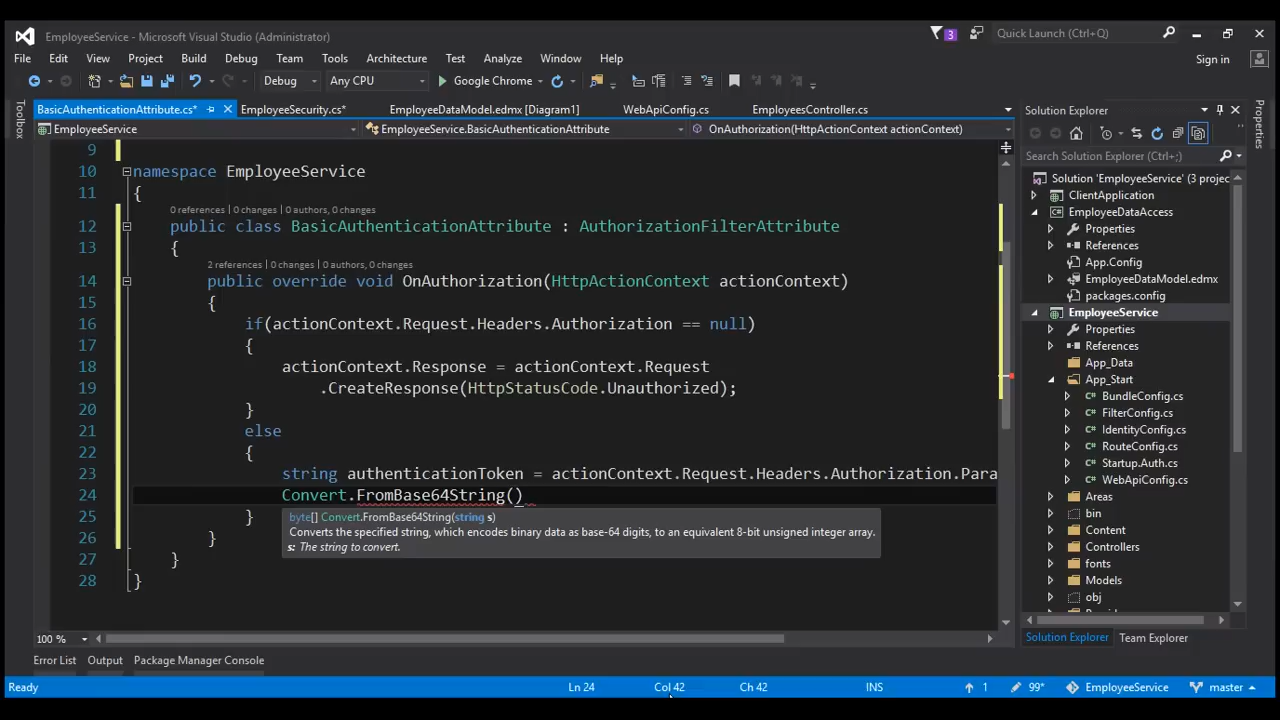 EmployeeService - Microsoft Visual Studio (Administrator)
3
Quick Launch (Ctrl+Q)
File Edit View Project Build Debug Team Tools Architecture Test Analyze Window Help
Sign in
Debug Any CPU Google Chrome
Toolbox
BasicAuthenticationAttribute.cs* EmployeeSecurity.cs* EmployeeDataModel.edmx [Diagram1] WebApiConfig.cs EmployeesController.cs
EmployeeService EmployeeService.BasicAuthenticationAttribute OnAuthorization(HttpActionContext actionContext)
9
10 namespace EmployeeService
11 {
0 references | 0 changes | 0 authors, 0 changes
12 public class BasicAuthenticationAttribute : AuthorizationFilterAttribute
13 {
2 references | 0 changes | 0 authors, 0 changes
14 public override void OnAuthorization(HttpActionContext actionContext)
15 {
16 if(actionContext.Request.Headers.Authorization == null)
17 {
18 actionContext.Response = actionContext.Request
19 .CreateResponse(HttpStatusCode.Unauthorized);
20 }
21 else
22 {
23 string authenticationToken = actionContext.Request.Headers.Authorization.Para
24 Convert.FromBase64String()
byte[] Convert.FromBase64String(string s)
Converts the specified string, which encodes binary data as base-64 digits, to an equivalent 8-bit unsigned integer array.
s: The string to convert.
25 }
26 }
27 }
28 }
100 %
Solution Explorer
Search Solution Explorer (Ctrl+;)
Solution 'EmployeeService' (3 projec
ClientApplication
EmployeeDataAccess
Properties
References
App.Config
EmployeeDataModel.edmx
packages.config
EmployeeService
Properties
References
App_Data
App_Start
BundleConfig.cs
FilterConfig.cs
IdentityConfig.cs
RouteConfig.cs
Startup.Auth.cs
WebApiConfig.cs
Areas
bin
Content
Controllers
fonts
Models
obj
Solution Explorer Team Explorer
Properties
Error List Output Package Manager Console
Ready Ln 24 Col 42 Ch 42 INS 1 99* EmployeeService master